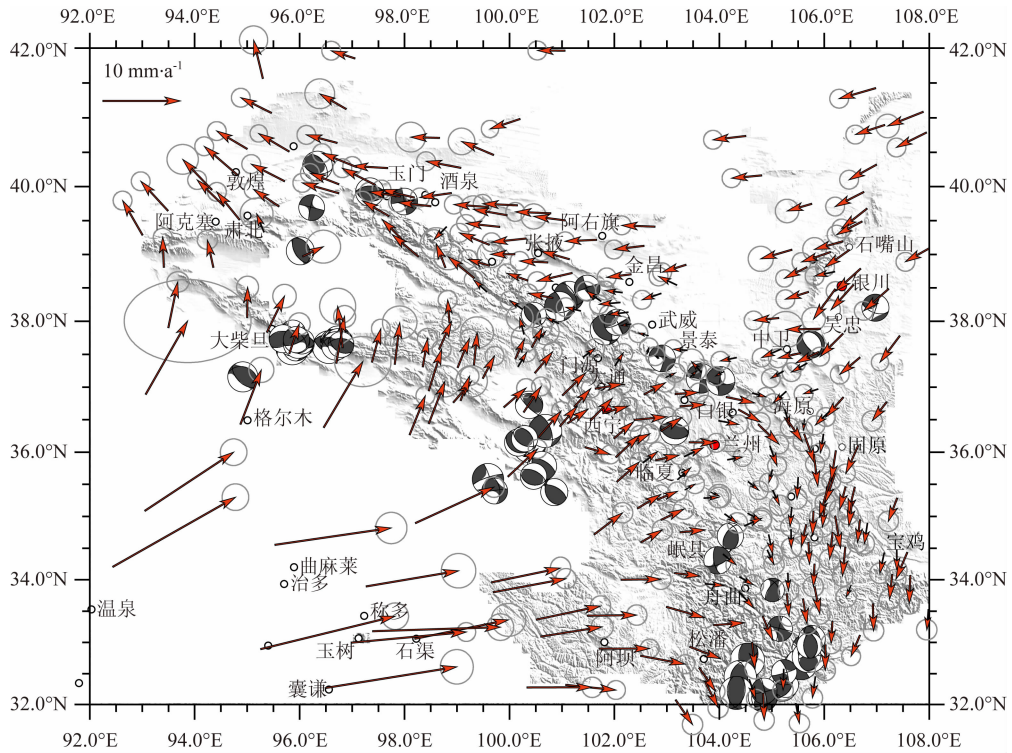 92.0°E 94.0°E 96.0°E 98.0°E 100.0°E 102.0°E 104.0°E 106.0°E 108.0°E
42.0°N 42.0°N
10 mm·a⁻¹
40.0°N 40.0°N
玉门
酒泉
敦煌
阿克塞
肃北
阿右旗
张掖
石嘴山
金昌
银川
38.0°N 38.0°N
武威
吴忠
大柴旦
景泰
中卫
门源
大通
格尔木
白银
海原
西宁
36.0°N 36.0°N
兰州
固原
临夏
岷县
宝鸡
曲麻莱
34.0°N 34.0°N
治多
舟曲
温泉
称多
玉树
石渠
松潘
阿坝
囊谦
32.0°N 32.0°N
92.0°E 94.0°E 96.0°E 98.0°E 100.0°E 102.0°E 104.0°E 106.0°E 108.0°E